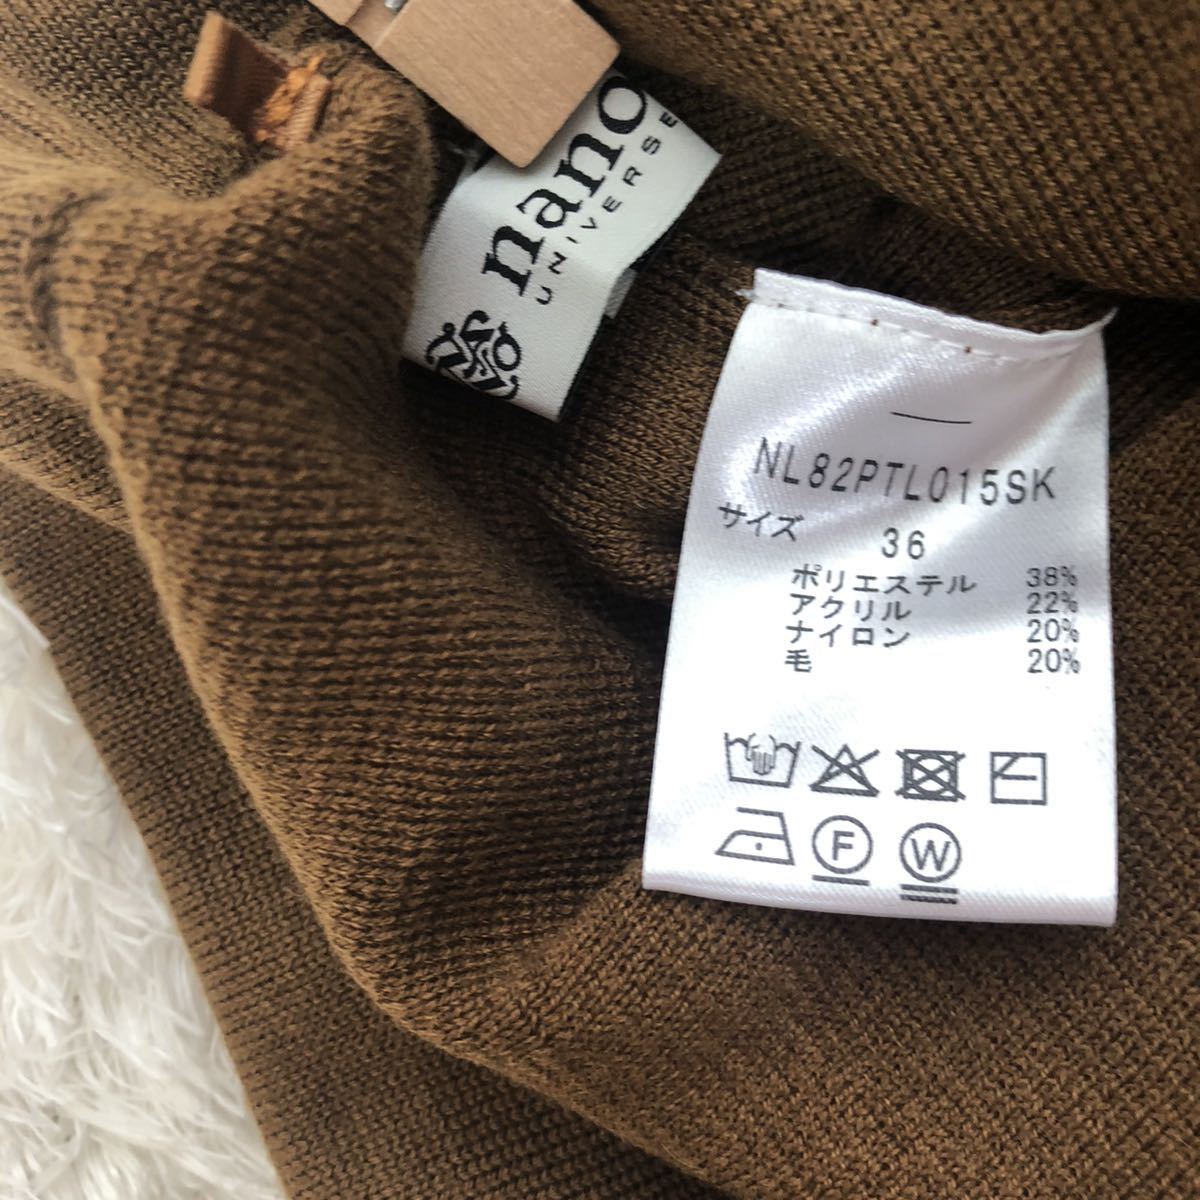 nano
UNIVERSE
NL82PTL015SK
サイズ 36
ポリエステル 38%
アクリル 22%
ナイロン 20%
毛 20%
F W